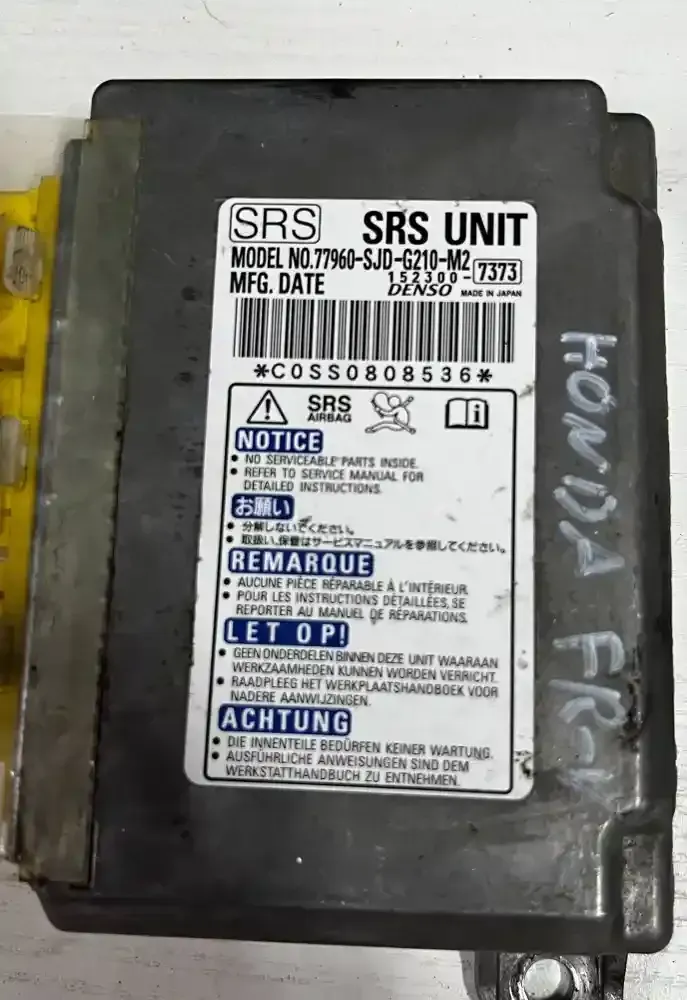 SRS SRS UNIT
MODEL NO.77960-SJD-G210-M2
152300-7373
MFG. DATE DENSO MADE IN JAPAN
*C0SS0808536*
SRS
AIRBAG
NOTICE
• NO SERVICEABLE PARTS INSIDE.
• REFER TO SERVICE MANUAL FOR
DETAILED INSTRUCTIONS.
お願い
• 分解しないでください。
• 取扱い、保管はサービスマニュアルを参照してください。
REMARQUE
• AUCUNE PIÈCE RÉPARABLE À L'INTÉRIEUR.
• POUR LES INSTRUCTIONS DÉTAILLÉES, SE
REPORTER AU MANUEL DE RÉPARATIONS.
LET OP!
• GEEN ONDERDELEN BINNEN DEZE UNIT WAARAAN
WERKZAAMHEDEN KUNNEN WORDEN VERRICHT.
• RAADPLEEG HET WERKPLAATSHANDBOEK VOOR
NADERE AANWIJZINGEN.
ACHTUNG
• DIE INNENTEILE BEDÜRFEN KEINER WARTUNG.
• AUSFÜHRLICHE ANWEISUNGEN SIND DEM
WERKSTATTHANDBUCH ZU ENTNEHMEN.
HONDA FR-V